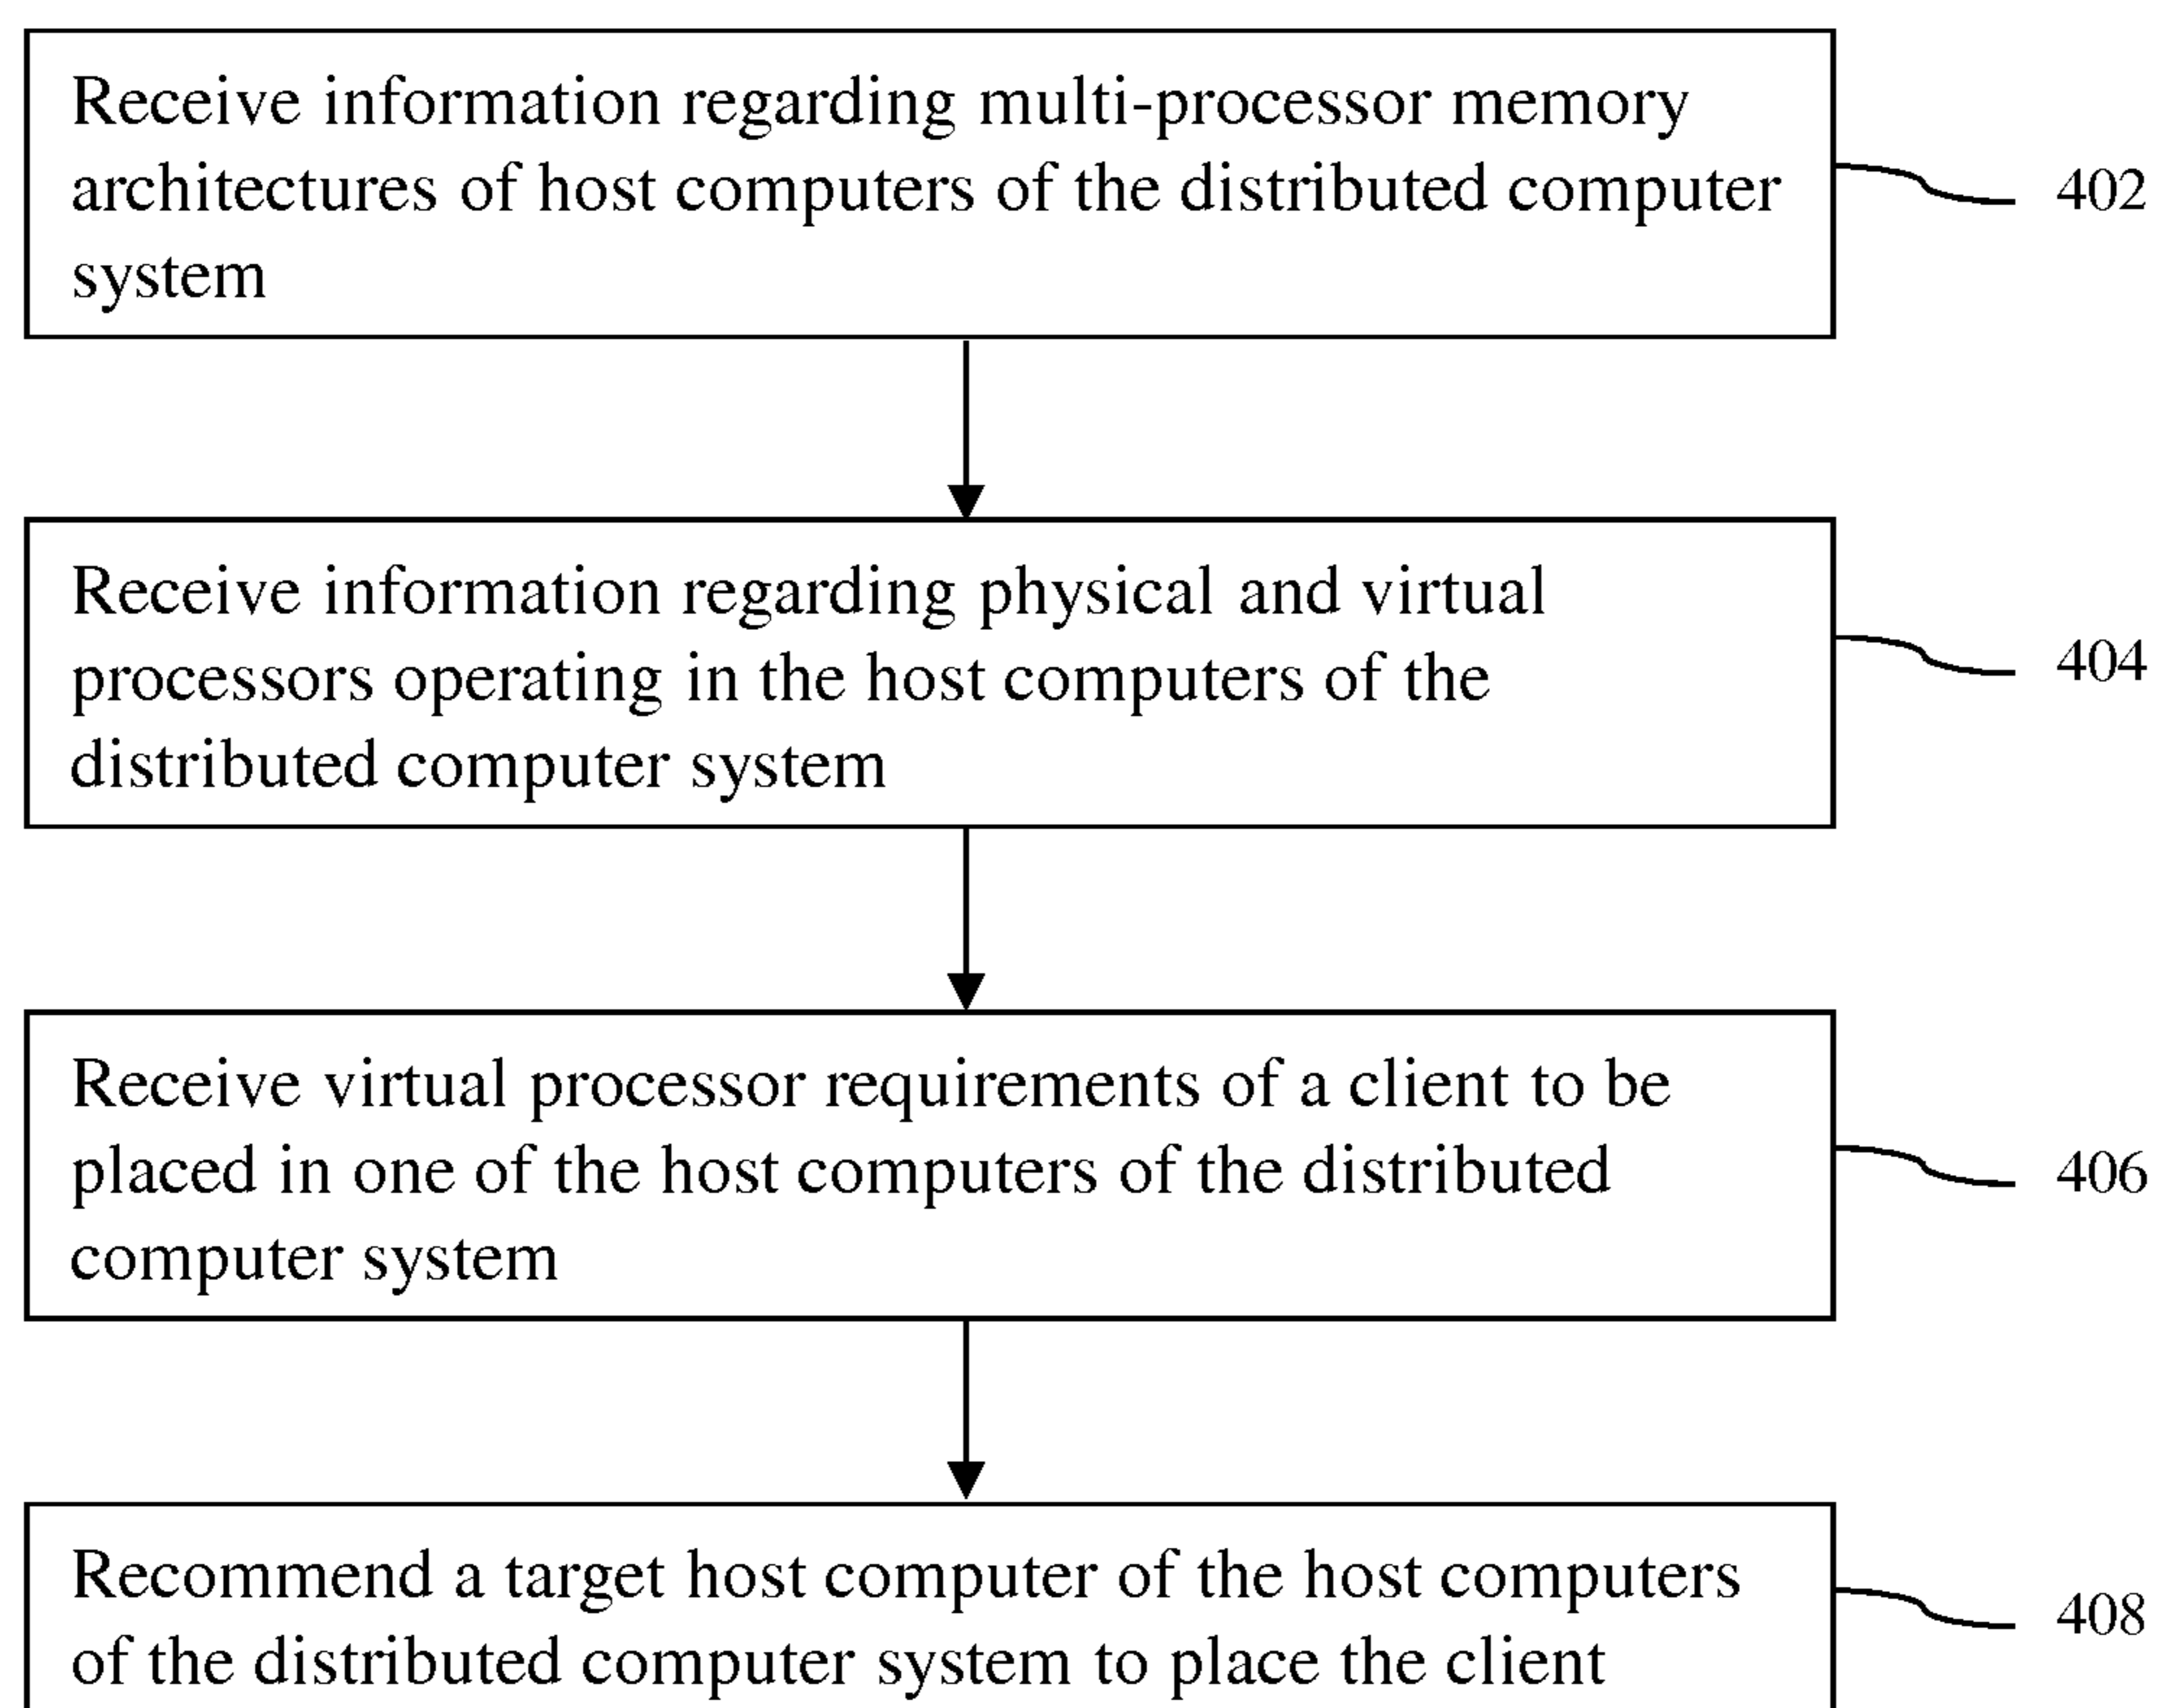 Receive information regarding multi-processor memory
architectures of host computers of the distributed computer
system
402
Receive information regarding physical and virtual
processors operating in the host computers of the
distributed computer system
404
Receive virtual processor requirements of a client to be
placed in one of the host computers of the distributed
computer system
406
Recommend a target host computer of the host computers
of the distributed computer system to place the client
408